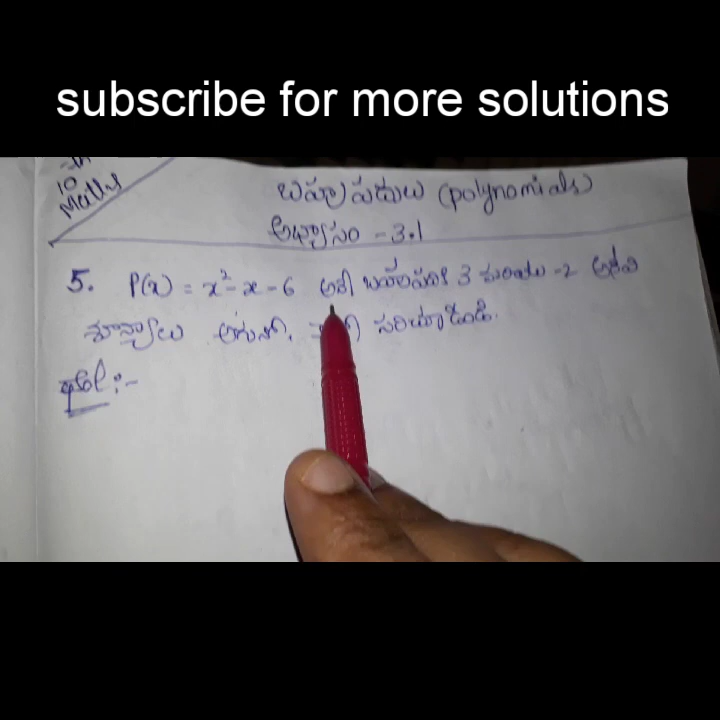 subscribe for more solutions
10
Maths
బహుపదులు (polynomials)
అభ్యాసం - 3.1
5. P(x) = x² - x - 6 అనే బహుపదికి 3 మరియు -2 అనేవి
శూన్యాలు అగునో, సరిచూడండి.
సాధన :-